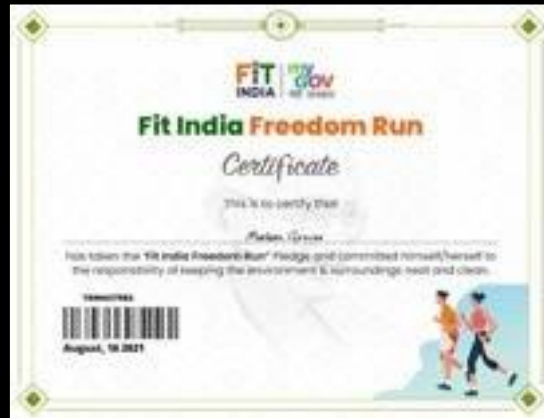 FIT INDIA
my GOV
Fit India Freedom Run
Certificate
This is to certify that
has taken the "Fit India Freedom Run" Pledge and committed himself/herself to
the responsibility of keeping the environment & surroundings neat and clean.
August, 16 2021